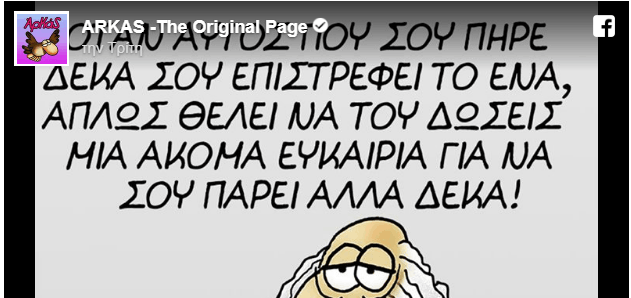 ARKAS -The Original Page
την Τρίτη
ΑΥΤΟΣ ΠΟΥ ΣΟΥ ΠΗΡΕ
ΔΕΚΑ ΣΟΥ ΕΠΙΣΤΡΕΦΕΙ ΤΟ ΕΝΑ,
ΑΠΛΩΣ ΘΕΛΕΙ ΝΑ ΤΟΥ ΔΩΣΕΙΣ
ΜΙΑ ΑΚΟΜΑ ΕΥΚΑΙΡΙΑ ΓΙΑ ΝΑ
ΣΟΥ ΠΑΡΕΙ ΑΛΛΑ ΔΕΚΑ!